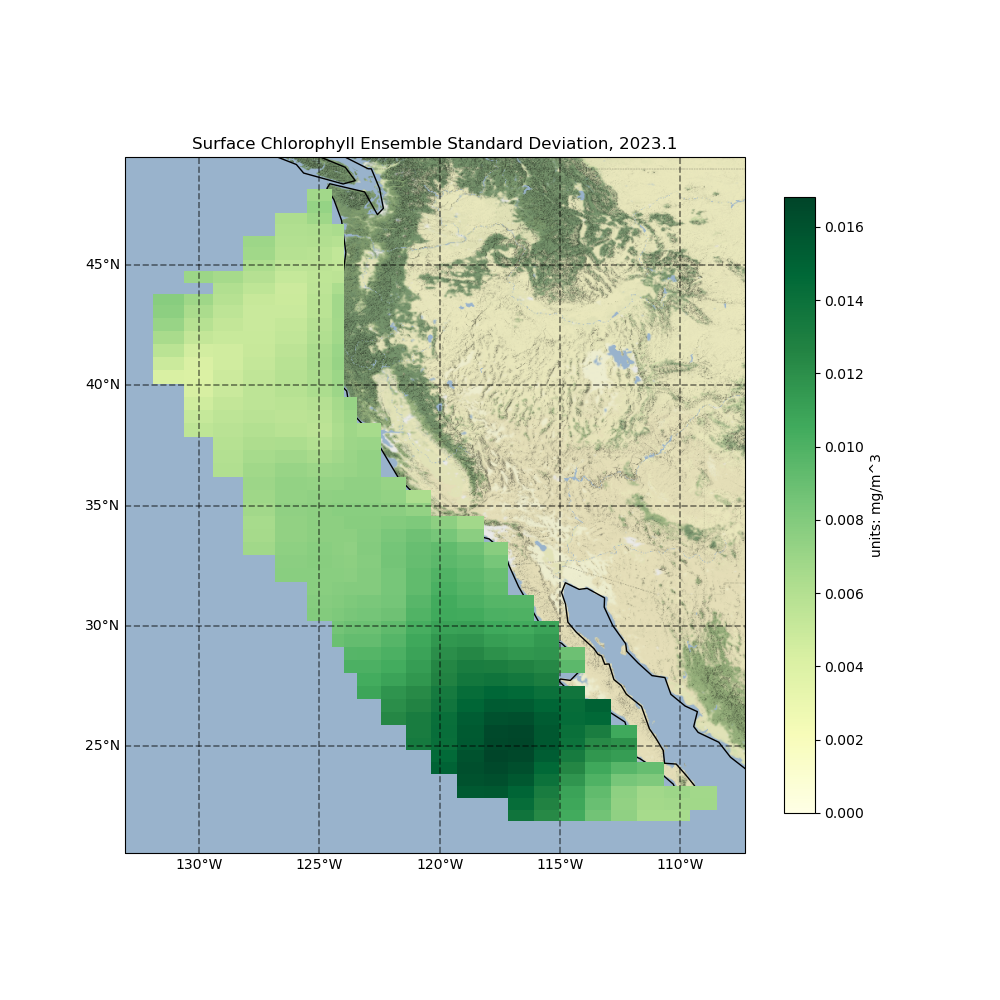 Surface Chlorophyll Ensemble Standard Deviation, 2023.1
45°N
40°N
35°N
30°N
25°N
130°W
125°W
120°W
115°W
110°W
0.016
0.014
0.012
0.010
0.008
0.006
0.004
0.002
0.000
units: mg/m^3